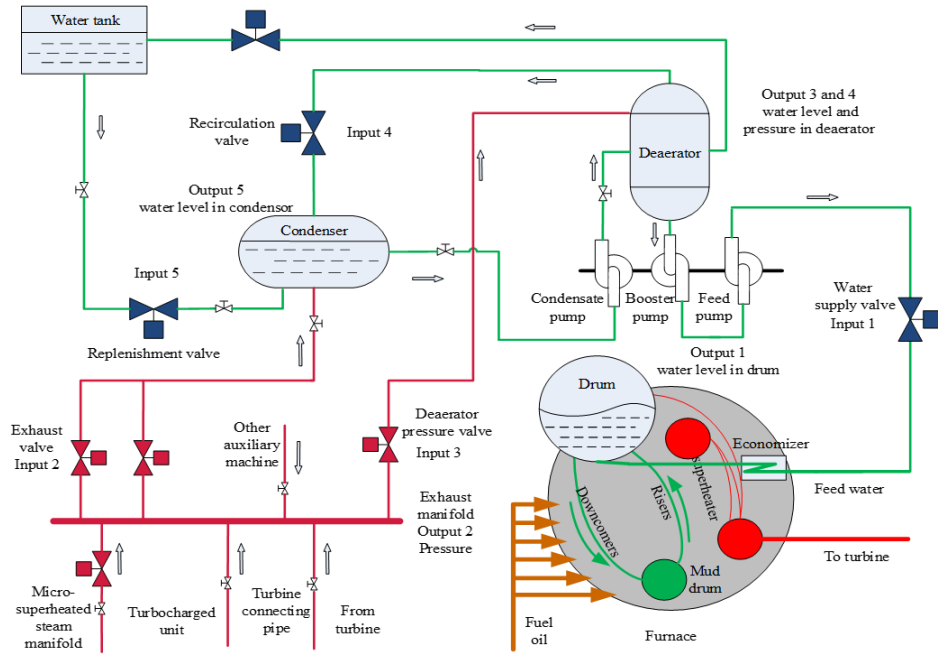 Water tank
Recirculation
valve
Input 4
Output 3 and 4
water level and
pressure in deaerator
Deaerator
Output 5
water level in condensor
Condenser
Input 5
Replenishment valve
Condensate
pump
Booster
pump
Feed
pump
Water
supply valve
Input 1
Output 1
water level in drum
Exhaust
valve
Input 2
Other
auxiliary
machine
Deaerator
pressure valve
Input 3
Exhaust
manifold
Output 2
Pressure
Drum
Economizer
superheater
Feed water
Downcomers
Risers
Mud
drum
To turbine
Micro-
superheated
steam
manifold
Turbocharged
unit
Turbine
connecting
pipe
From
turbine
Fuel
oil
Furnace